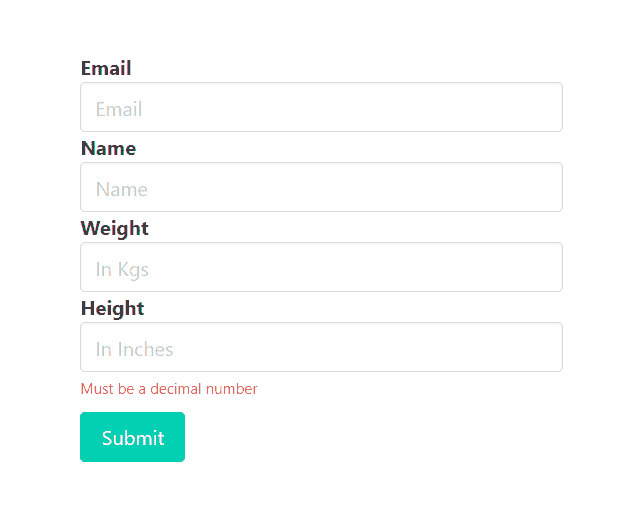 Email
Email
Name
Name
Weight
In Kgs
Height
In Inches
Must be a decimal number
Submit